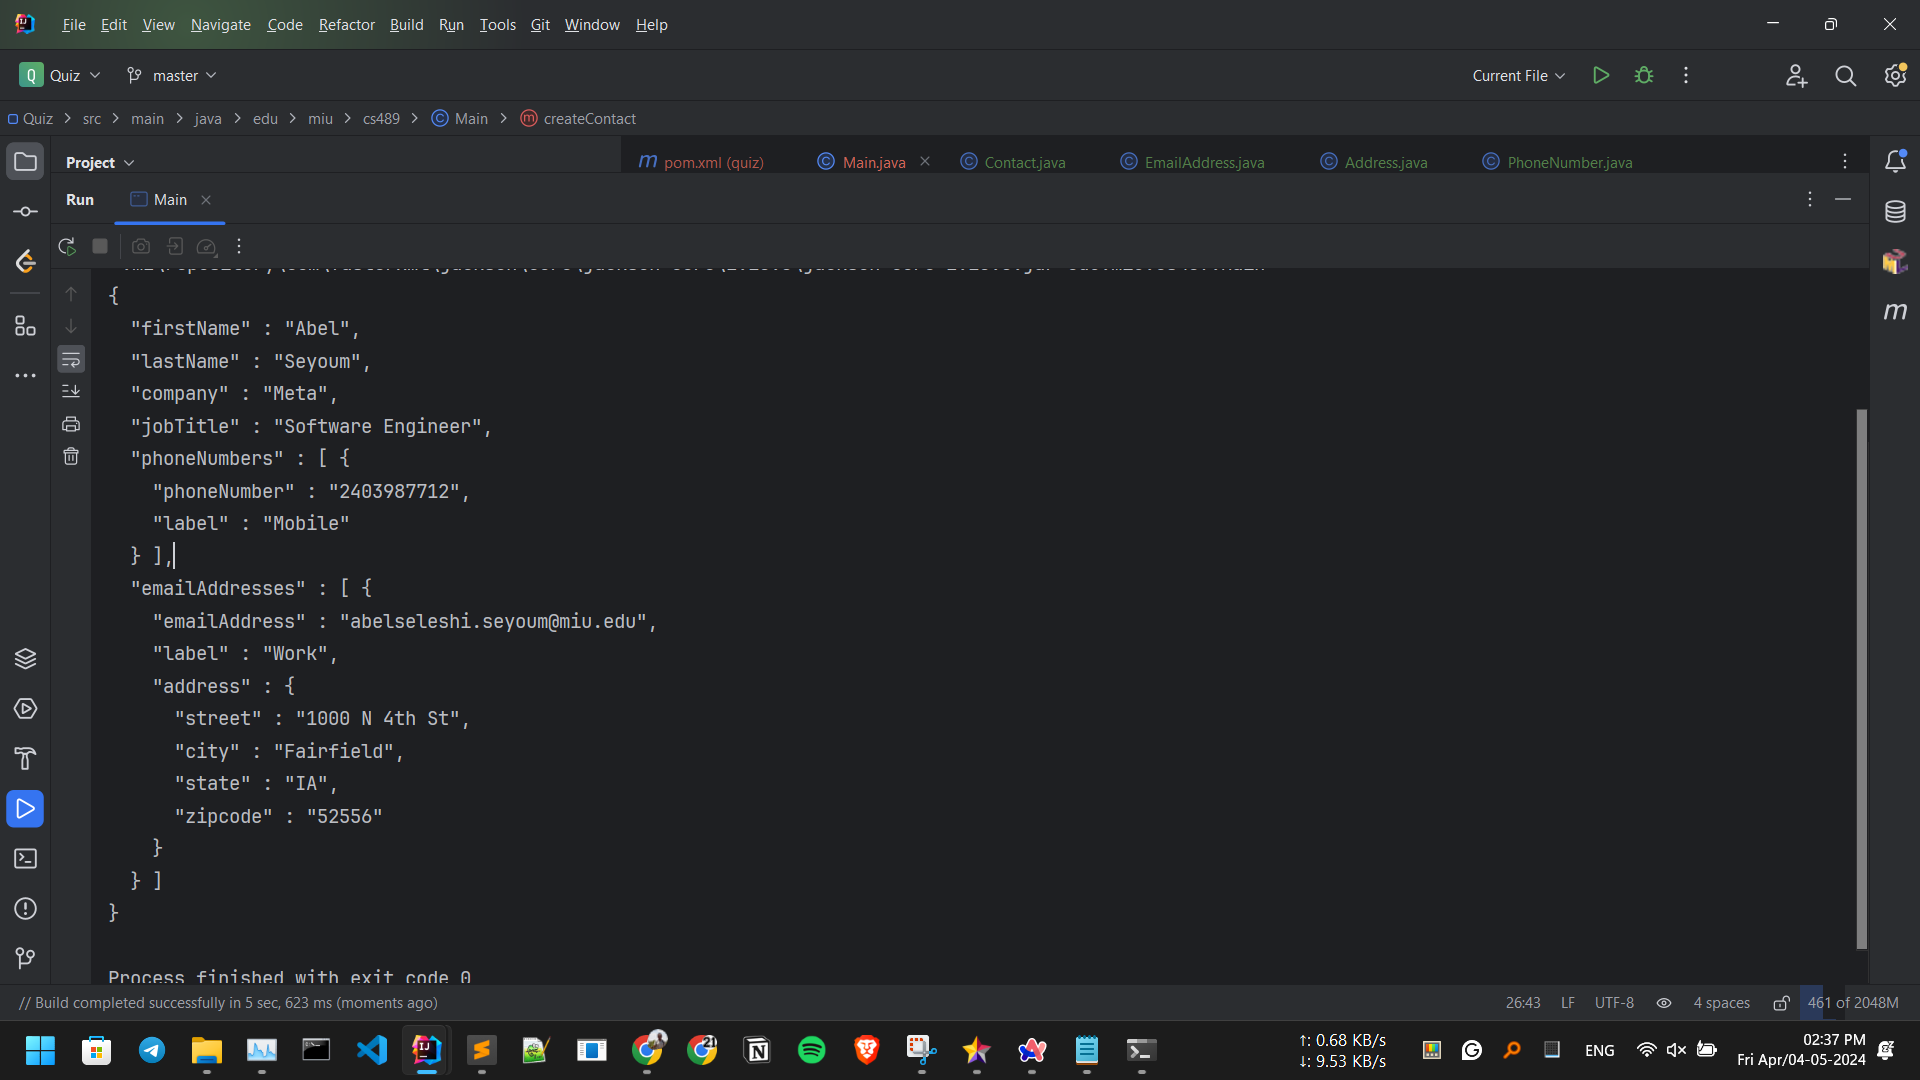 File Edit View Navigate Code Refactor Build Run Tools Git Window Help
Q Quiz master Current File
Quiz > src > main > java > edu > miu > cs489 > Main > createContact
Project
m pom.xml (quiz) Main.java Contact.java EmailAddress.java Address.java PhoneNumber.java
Run Main
{
"firstName" : "Abel",
"lastName" : "Seyoum",
"company" : "Meta",
"jobTitle" : "Software Engineer",
"phoneNumbers" : [ {
"phoneNumber" : "2403987712",
"label" : "Mobile"
} ],
"emailAddresses" : [ {
"emailAddress" : "abelseleshi.seyoum@miu.edu",
"label" : "Work",
"address" : {
"street" : "1000 N 4th St",
"city" : "Fairfield",
"state" : "IA",
"zipcode" : "52556"
}
} ]
}
Process finished with exit code 0
// Build completed successfully in 5 sec, 623 ms (moments ago) 26:43 LF UTF-8 4 spaces 461 of 2048M
↑: 0.68 KB/s
↓: 9.53 KB/s
ENG
02:37 PM
Fri Apr/04-05-2024